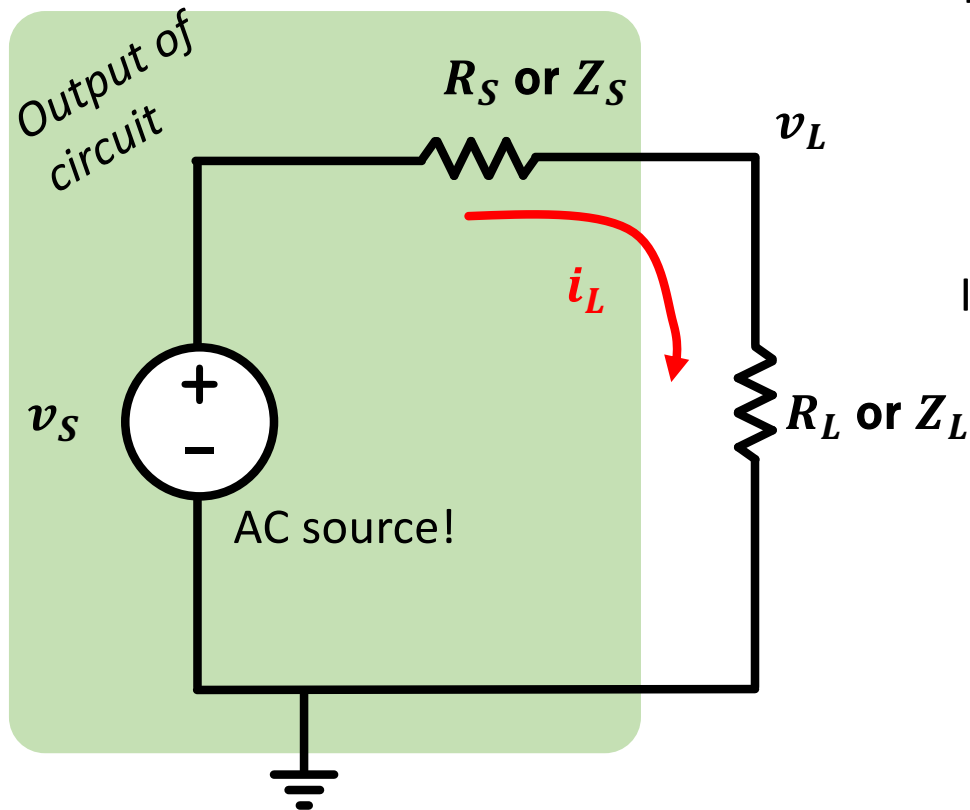 Output of
circuit
R_S or Z_S
v_L
i_L
+
−
v_S
R_L or Z_L
AC source!